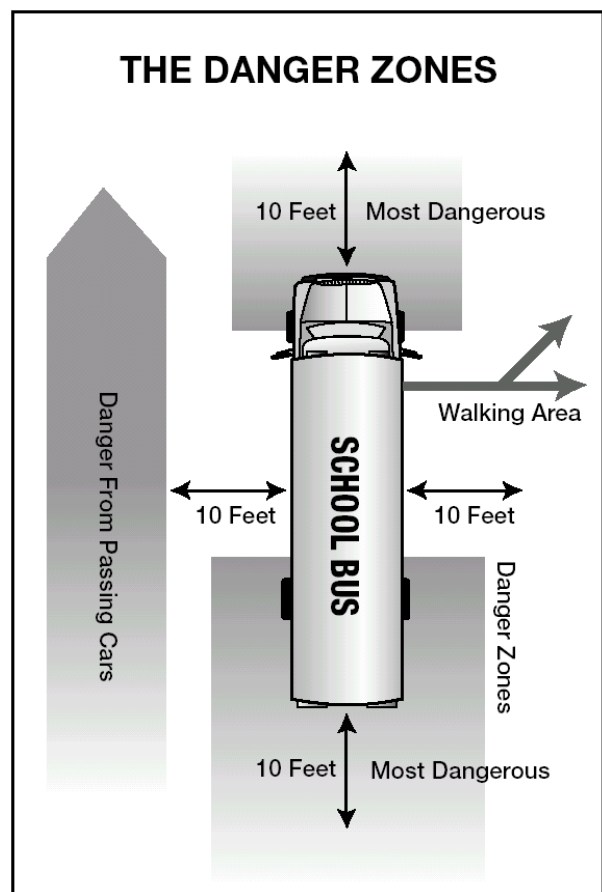 THE DANGER ZONES
10 Feet
Most Dangerous
Walking Area
Danger From Passing Cars
SCHOOL BUS
10 Feet
10 Feet
Danger Zones
10 Feet
Most Dangerous